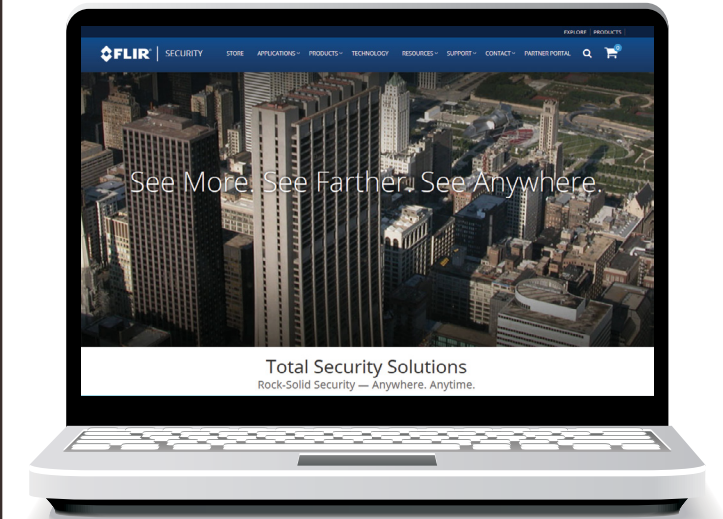 EXPLORE | PRODUCTS
FLIR | SECURITY STORE APPLICATIONS PRODUCTS TECHNOLOGY RESOURCES SUPPORT CONTACT PARTNER PORTAL 0
See More. See Farther. See Anywhere.
Total Security Solutions
Rock-Solid Security — Anywhere. Anytime.